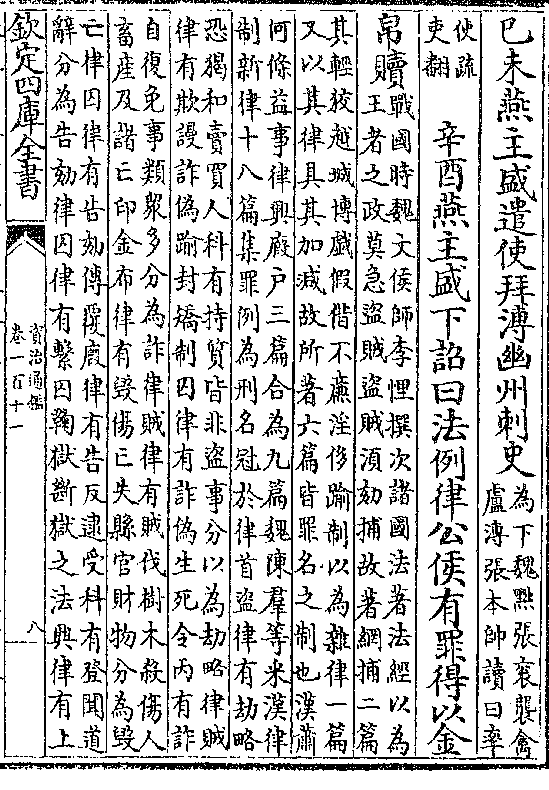 使疏
吏翻
己未燕主盛遣使拜溥幽州刺史
為下魏㸃張衮襲禽
盧溥張本帥讀曰率
辛酉燕主盛下詔曰法例律公侯有罪得以金
帛贖
戰國時魏文侯師李悝撰次諸國法著法經以為
王者之政莫急盜賊盜賊湏劾捕故著網捕二篇
其輕狡越城博戲假借不㢘淫侈踰制以為雜律一篇
又以其律具其加減故所著六篇皆罪名之制也漢蕭
何條益事律興廐户三篇合為九篇魏陳羣等采漢律
制新律十八篇集罪例為刑名冠於律首盜律有劫略
恐猲和賣買人科有持質皆非盜事分以為劫略律賊
律有欺謾詐偽踰封矯制囚律有詐偽生死令丙有詐
自復免事類衆多分為詐律賊律有賊伐樹木殺傷人
畜産及諸亡印金布律有毀傷亡失縣官財物分為毀
亡律囚律有告劾傳覆廐律有告反逮受科有登聞道
辭分為告劾律囚律有繫囚鞠獄斷獄之法興律有上
欽定四庫全書
資治通鑑
卷一百十一
八